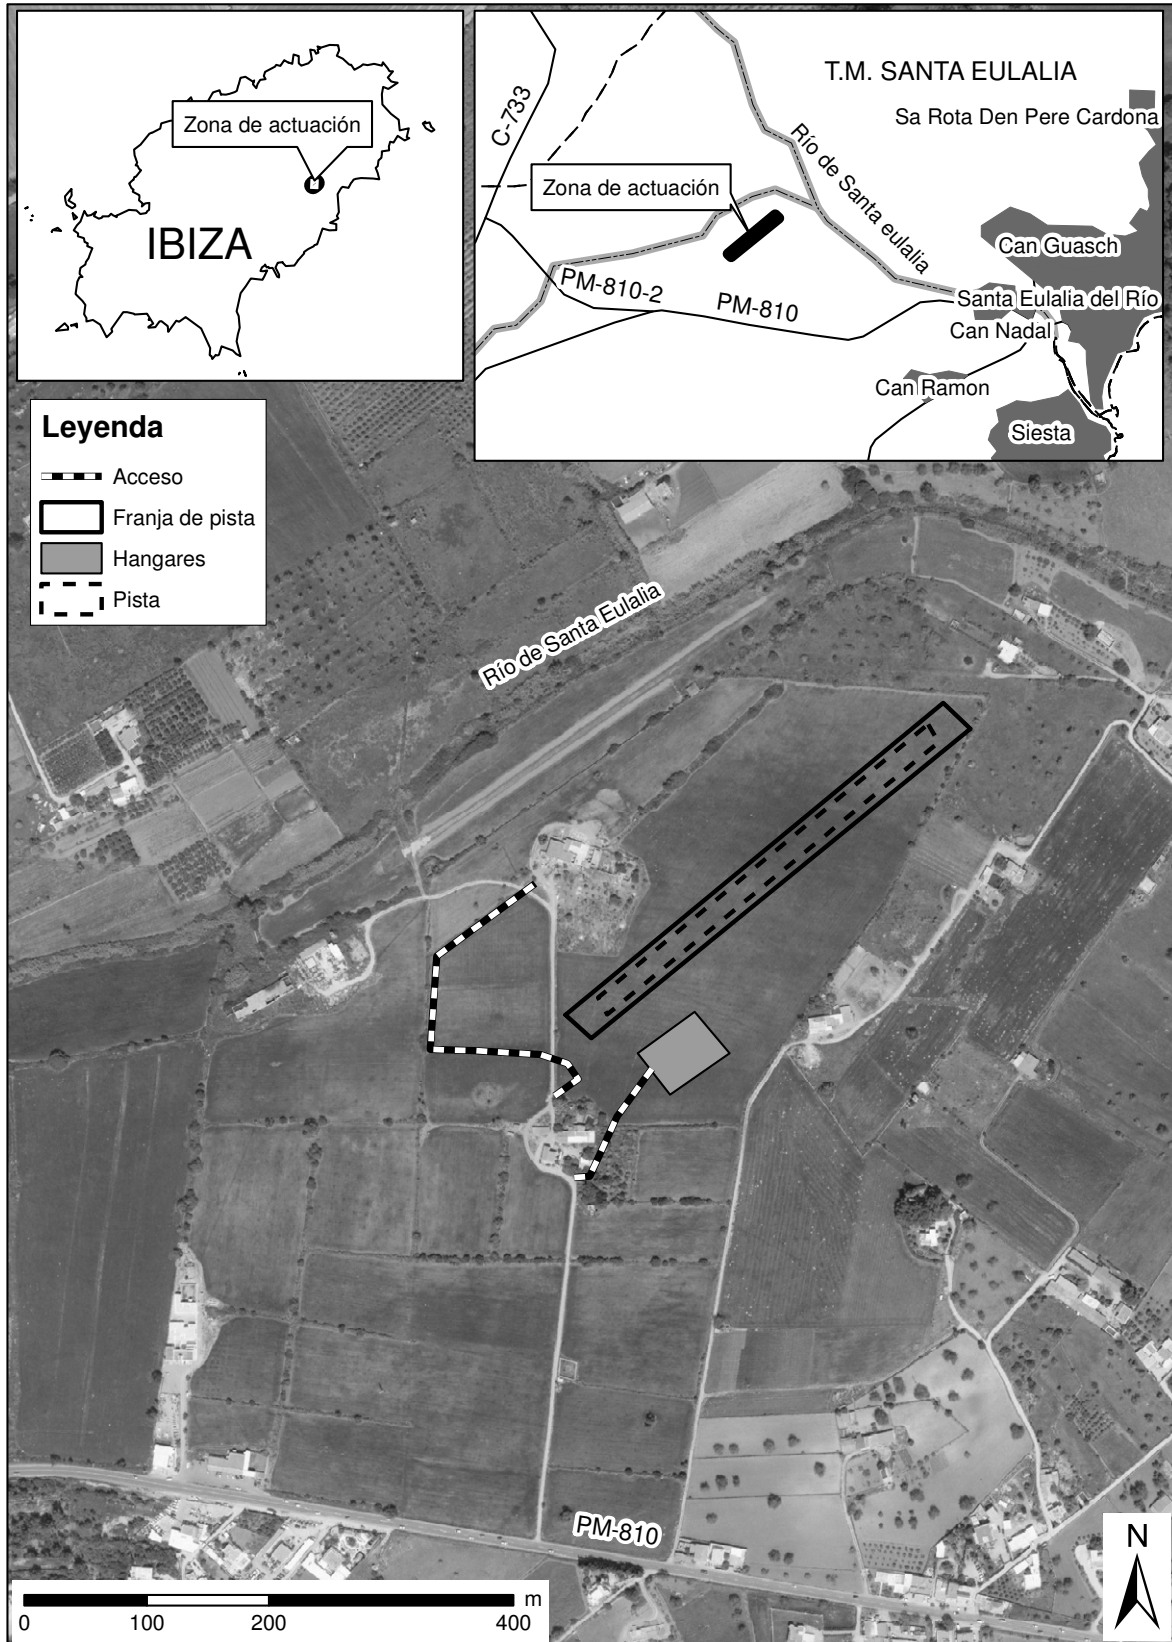 Zona de actuación
IBIZA
T.M. SANTA EULALIA
C-733
Sa Rota Den Pere Cardona
Río de Santa eulalia
Zona de actuación
Can Guasch
PM-810-2
PM-810
Santa Eulalia del Río
Can Nadal
Can Ramon
Siesta
Leyenda
Acceso
Franja de pista
Hangares
Pista
Río de Santa Eulalia
PM-810
N
m
0 100 200 400